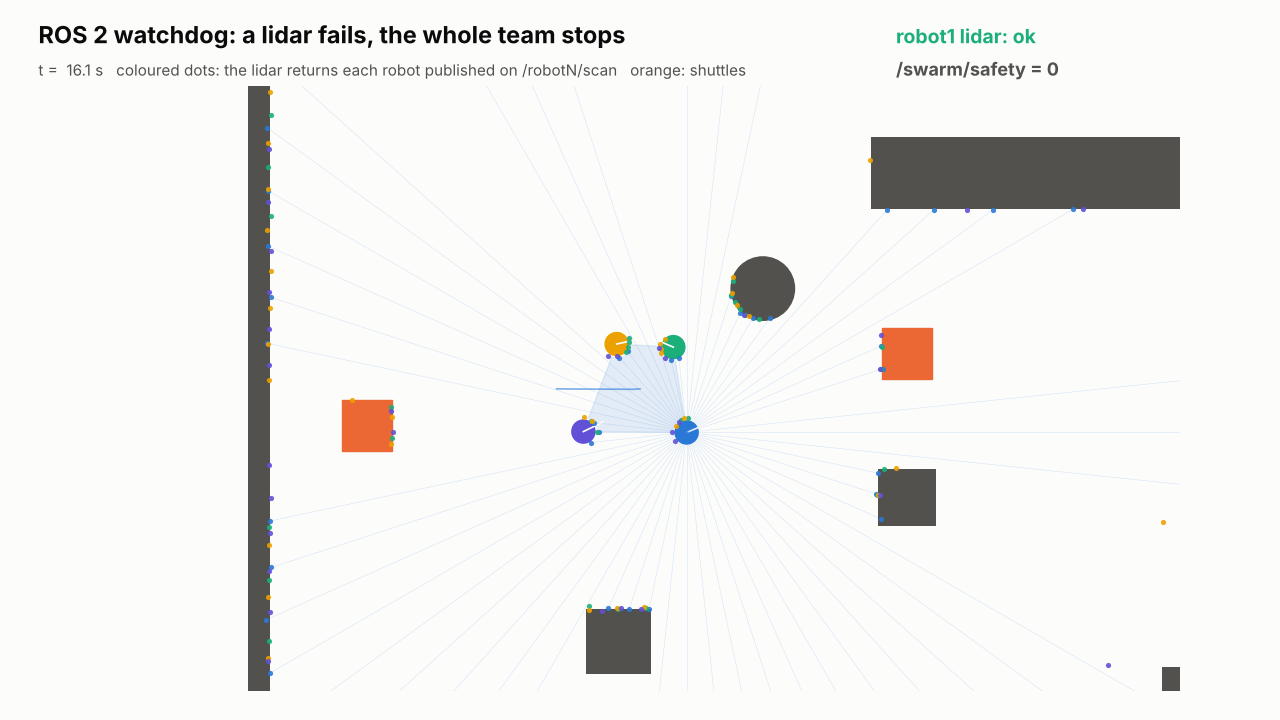 ROS 2 watchdog: a lidar fails, the whole team stops
robot1 lidar: ok
t = 16.1 s coloured dots: the lidar returns each robot published on /robotN/scan orange: shuttles
/swarm/safety = 0